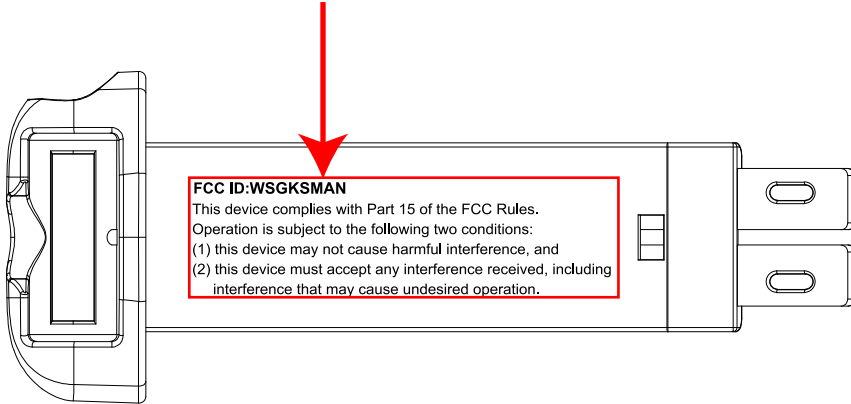 FCC ID:WSGKSMAN
This device complies with Part 15 of the FCC Rules.
Operation is subject to the following two conditions:
(1) this device may not cause harmful interference, and
(2) this device must accept any interference received, including
interference that may cause undesired operation.